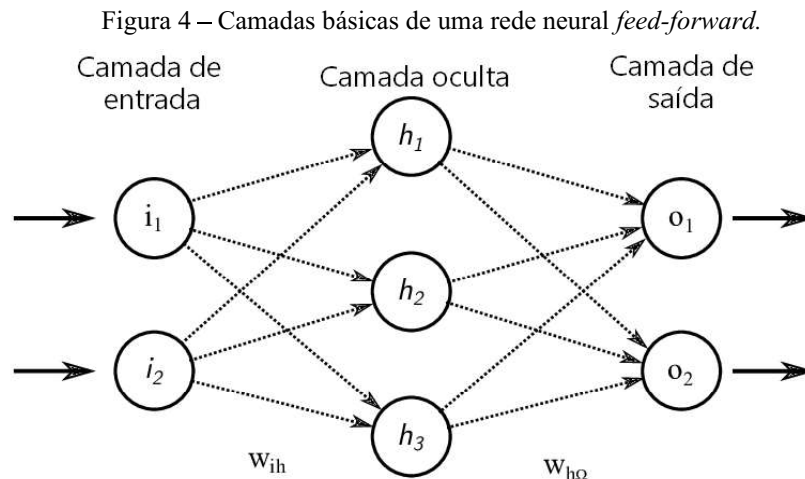 Figura 4 – Camadas básicas de uma rede neural feed-forward.
Camada de
entrada
Camada oculta
Camada de
saída
h₁
i₁
o₁
h₂
i₂
o₂
h₃
wᵢₕ
wₕΩ